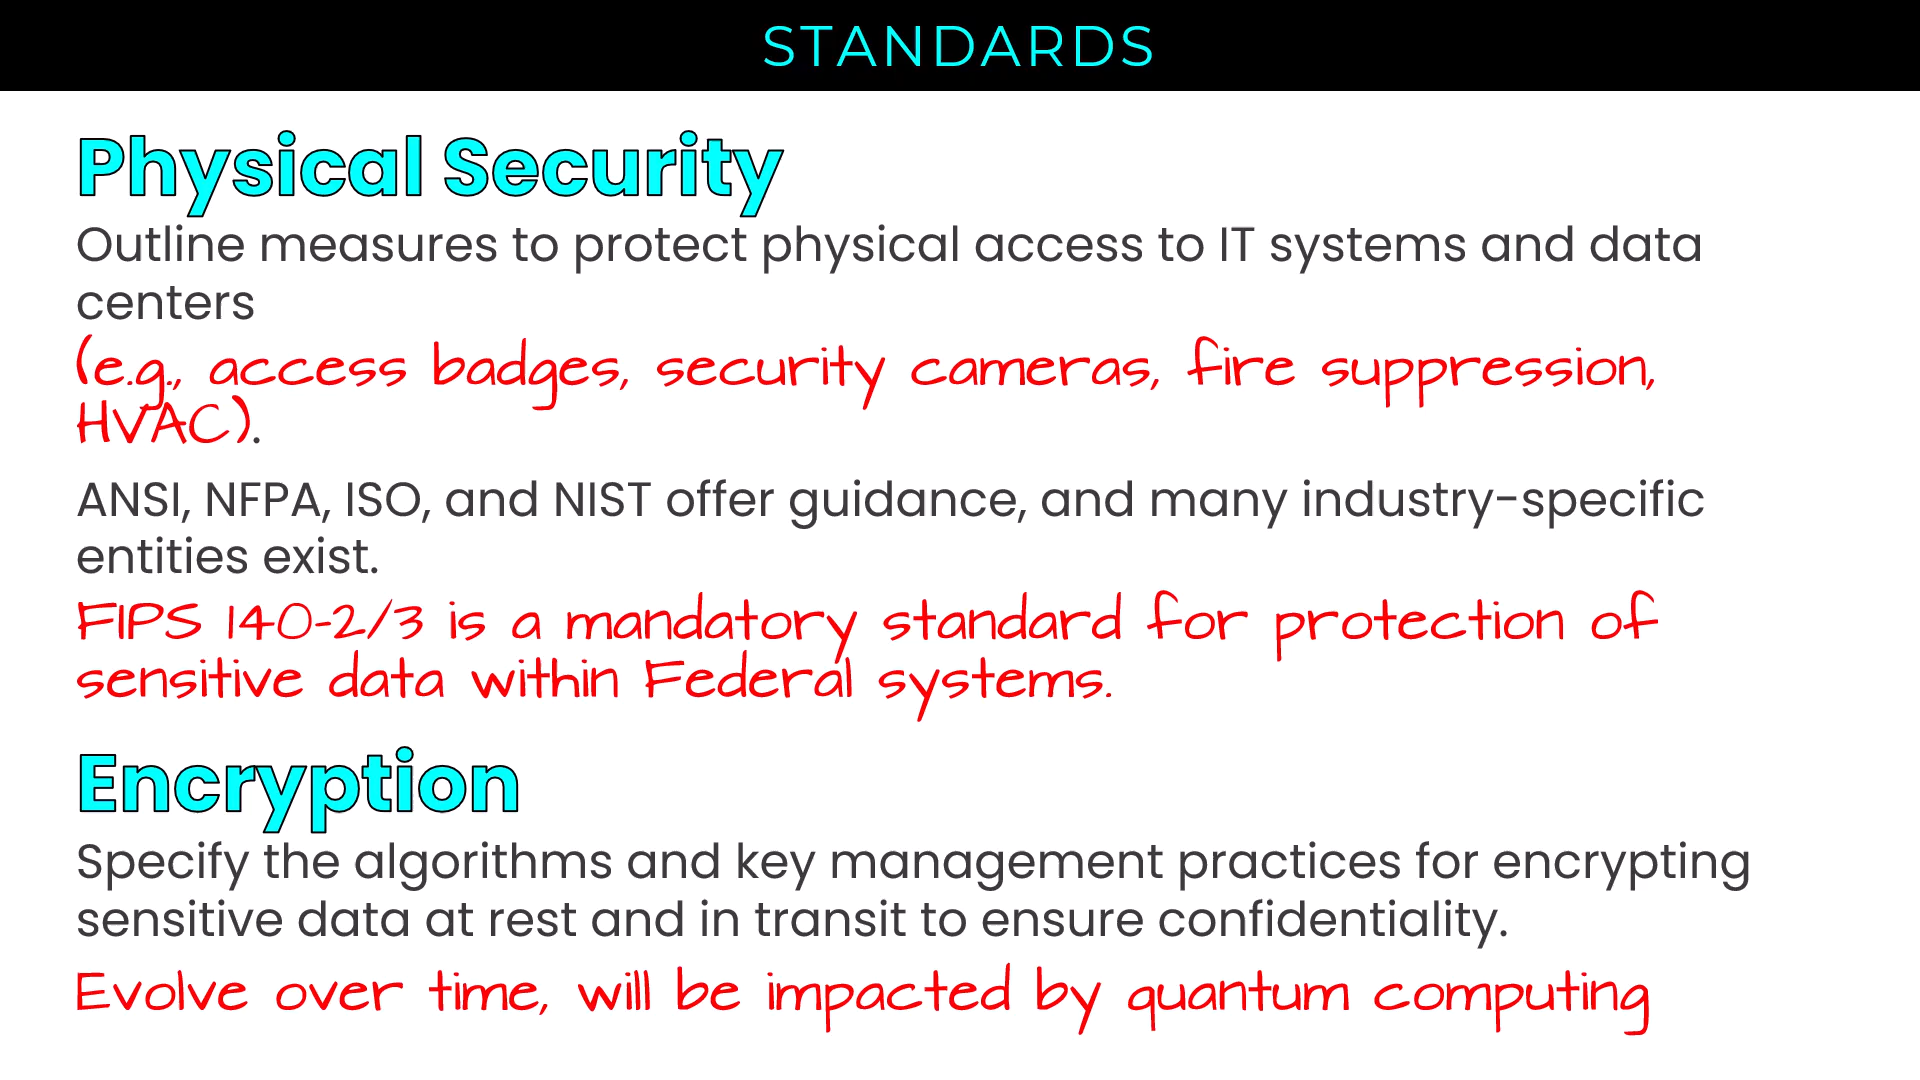 STANDARDS
Physical Security
Outline measures to protect physical access to IT systems and data
centers
(e.g., access badges, security cameras, fire suppression,
HVAC).
ANSI, NFPA, ISO, and NIST offer guidance, and many industry-specific
entities exist.
FIPS 140-2/3 is a mandatory standard for protection of
sensitive data within Federal systems.
Encryption
Specify the algorithms and key management practices for encrypting
sensitive data at rest and in transit to ensure confidentiality.
Evolve over time, will be impacted by quantum computing